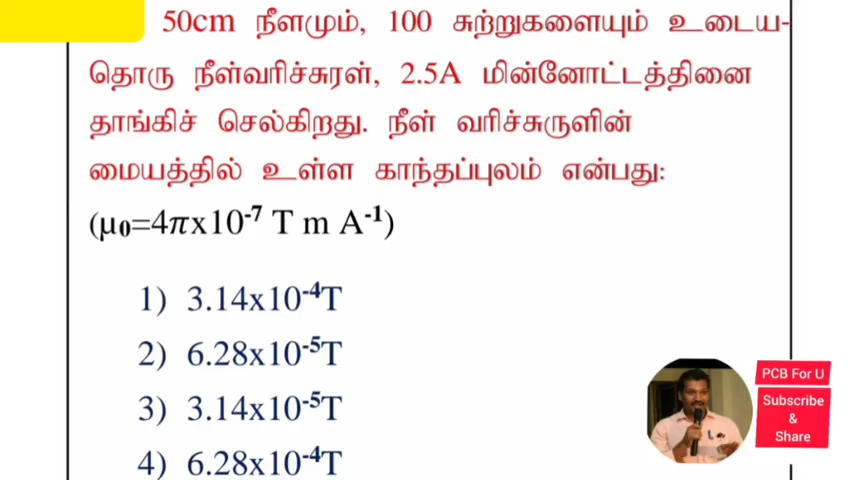 50cm நீளமும், 100 சுற்றுகளையும் உடைய-
தொரு நீள்வரிச்சுரள், 2.5A மின்னோட்டத்தினை
தாங்கிச் செல்கிறது. நீள் வரிச்சுருளின்
மையத்தில் உள்ள காந்தப்புலம் என்பது:
(μ₀=4πx10⁻⁷ T m A⁻¹)
1) 3.14x10⁻⁴T
2) 6.28x10⁻⁵T
3) 3.14x10⁻⁵T
4) 6.28x10⁻⁴T
PCB For U
Subscribe
&
Share